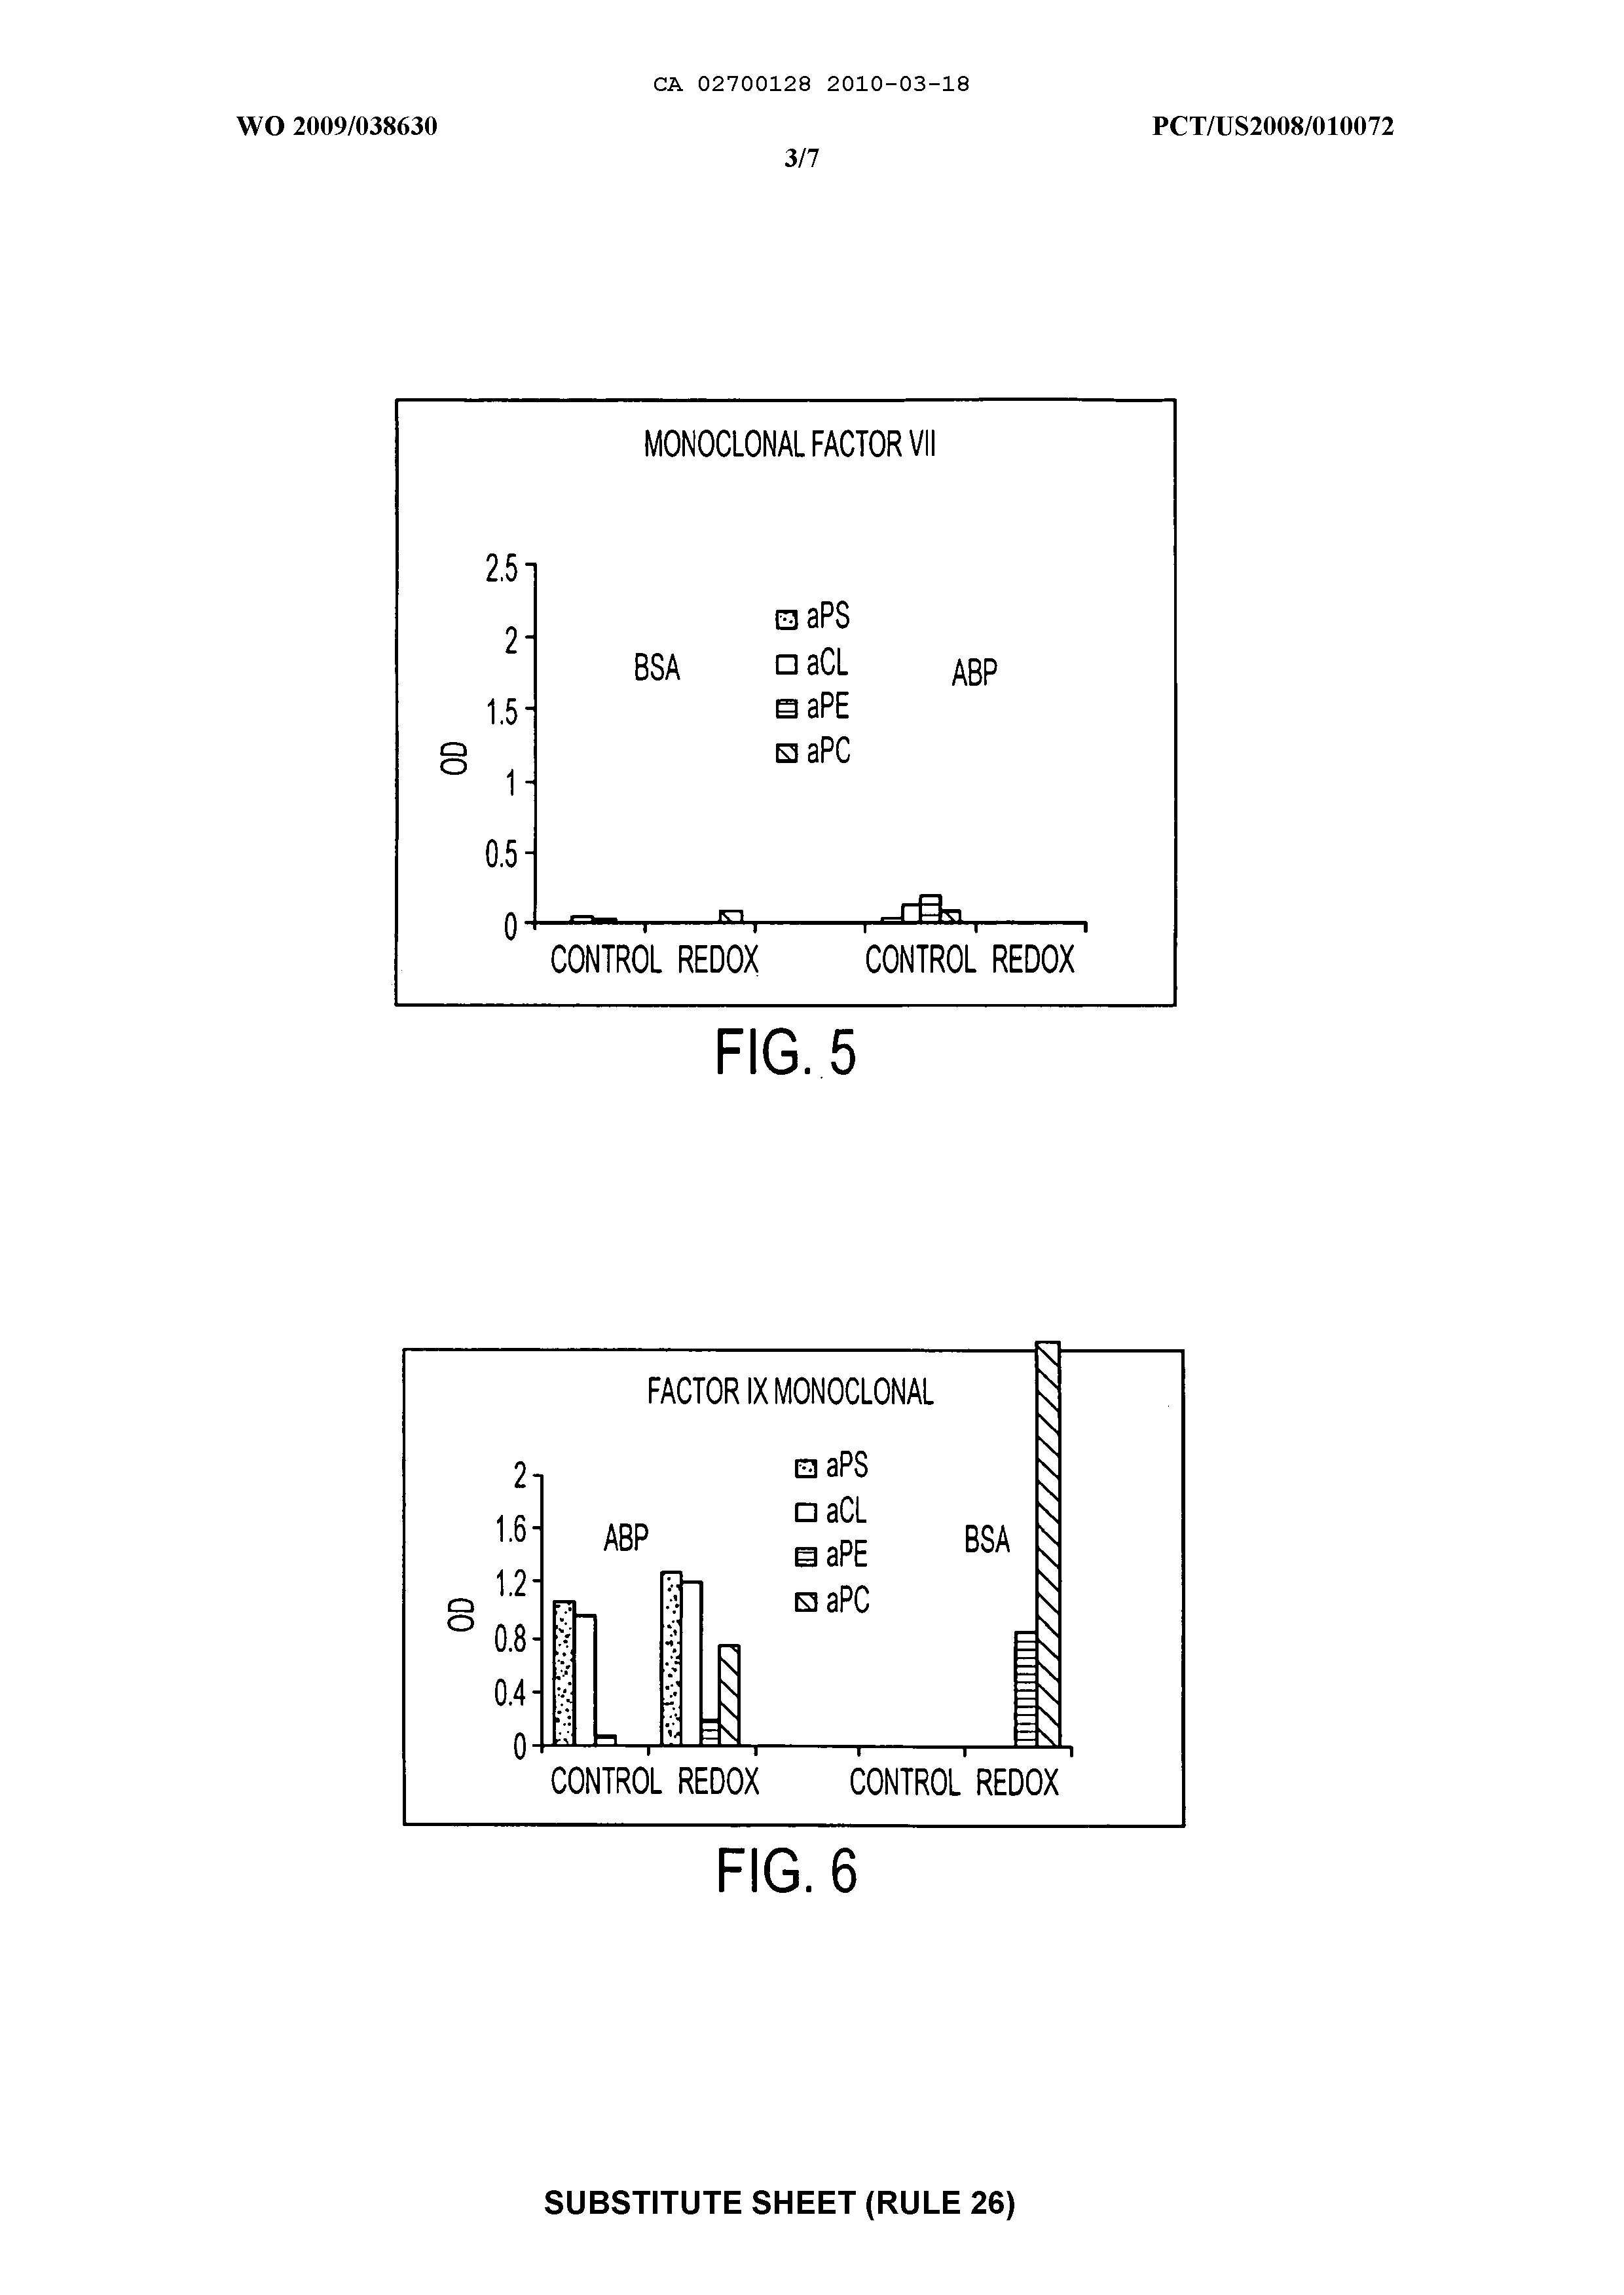 CA 02700128 2010-03-18
WO 2009/038630
PCT/US2008/010072
3/7
MONOCLONAL FACTOR VII
2.5
2
1.5
1
0.5
0
OD
BSA
aPS
aCL
aPE
aPC
ABP
CONTROL REDOX
CONTROL REDOX
FIG. 5
FACTOR IX MONOCLONAL
2
1.6
1.2
0.8
0.4
0
OD
ABP
aPS
aCL
aPE
aPC
BSA
CONTROL REDOX
CONTROL REDOX
FIG. 6
SUBSTITUTE SHEET (RULE 26)